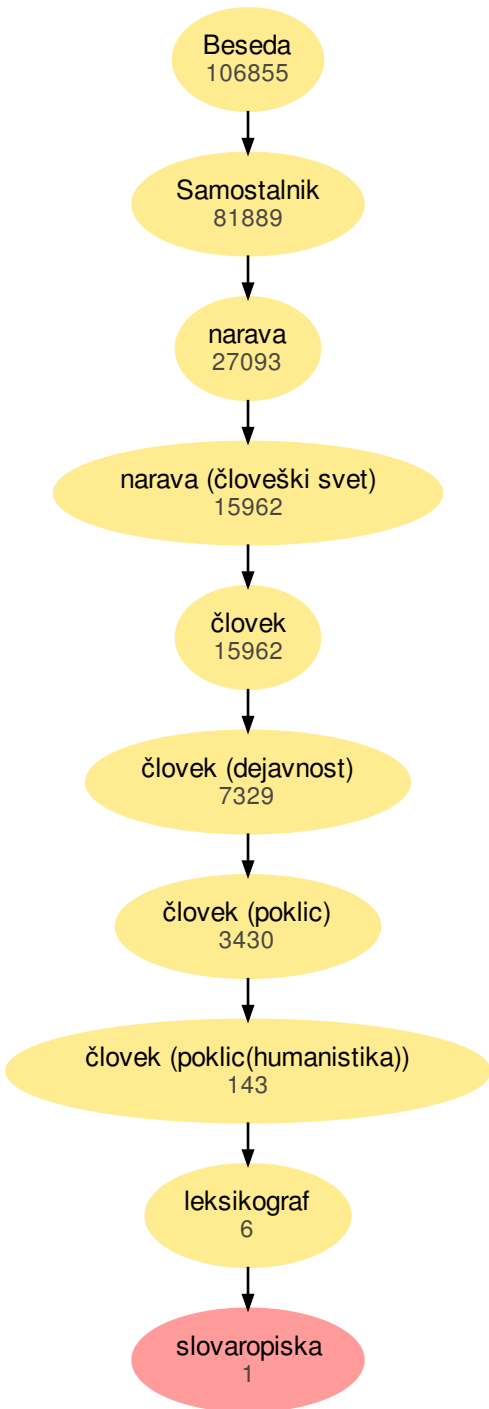 Beseda
106855
Samostalnik
81889
narava
27093
narava (človeški svet)
15962
človek
15962
človek (dejavnost)
7329
človek (poklic)
3430
človek (poklic(humanistika))
143
leksikograf
6
slovaropiska
1